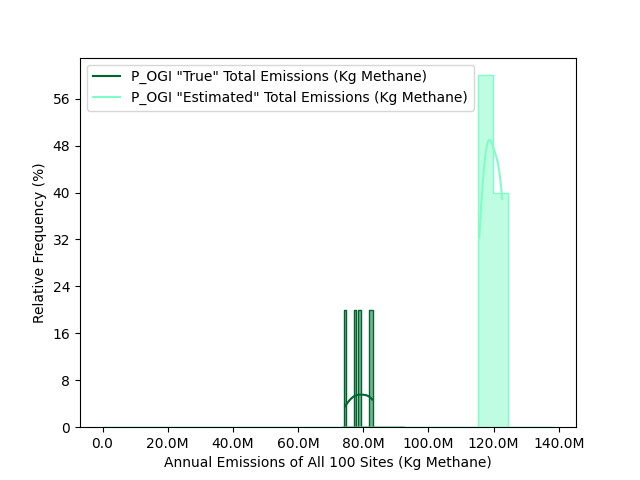 P_OGI "True" Total Emissions (Kg Methane)
P_OGI "Estimated" Total Emissions (Kg Methane)
56
48
40
32
24
16
8
0
Relative Frequency (%)
0.0 20.0M 40.0M 60.0M 80.0M 100.0M 120.0M 140.0M
Annual Emissions of All 100 Sites (Kg Methane)